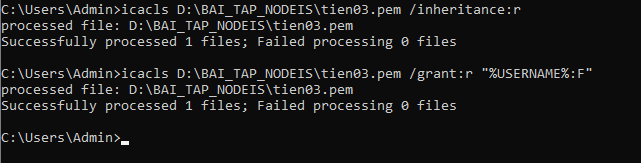 C:\Users\Admin>icacls D:\BAI_TAP_NODEIS\tien03.pem /inheritance:r
processed file: D:\BAI_TAP_NODEIS\tien03.pem
Successfully processed 1 files; Failed processing 0 files
C:\Users\Admin>icacls D:\BAI_TAP_NODEIS\tien03.pem /grant:r "%USERNAME%:F"
processed file: D:\BAI_TAP_NODEIS\tien03.pem
Successfully processed 1 files; Failed processing 0 files
C:\Users\Admin>